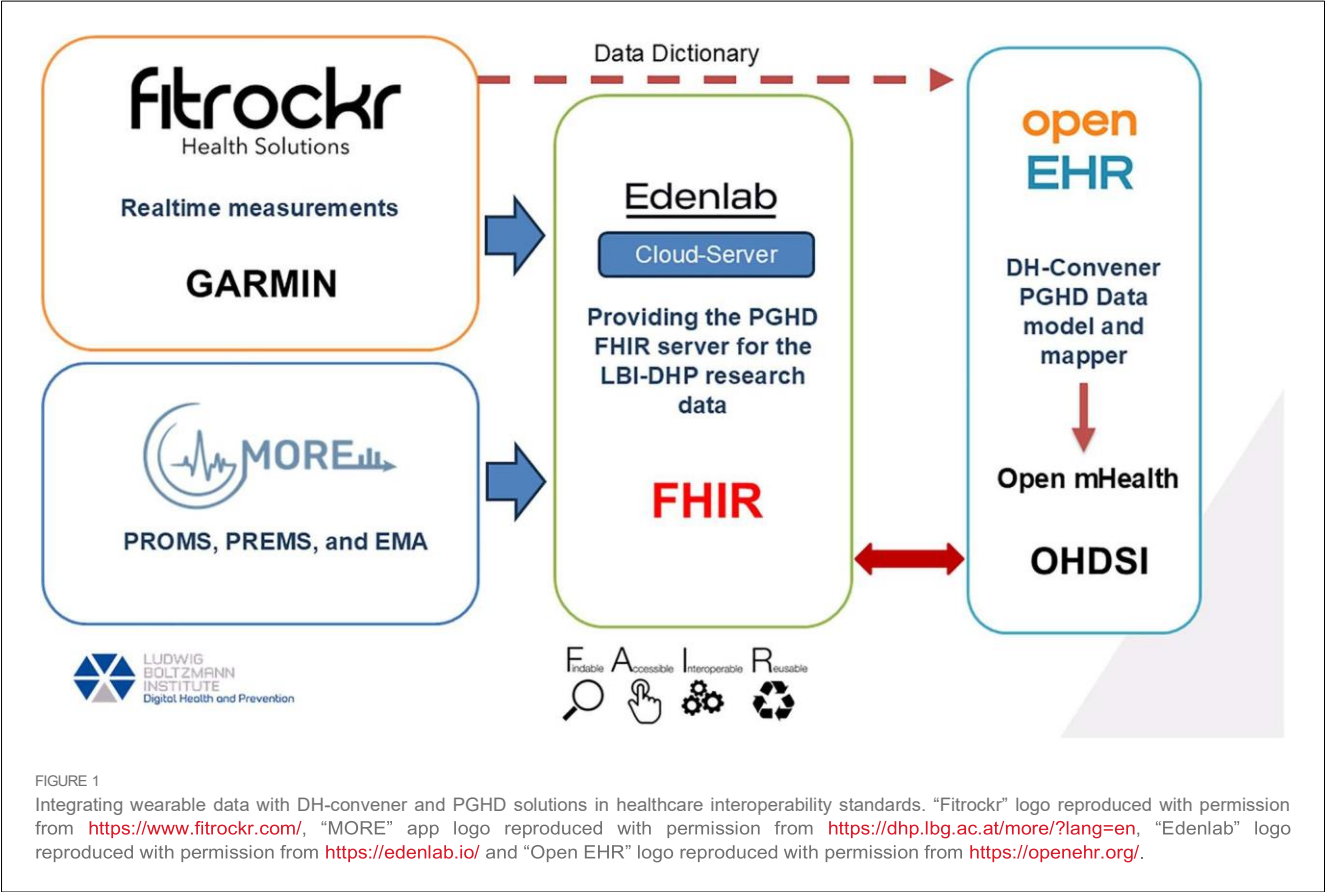 Data Dictionary
fitrockr
Health Solutions
Realtime measurements
GARMIN
MORE
PROMS, PREMS, and EMA
Edenlab
Cloud-Server
Providing the PGHD
FHIR server for the
LBI-DHP research
data
FHIR
open
EHR
DH-Convener
PGHD Data
model and
mapper
Open mHealth
OHDSI
LUDWIG
BOLTZMANN
INSTITUTE
Digital Health and Prevention
Findable Accessible Interoperable Reusable
FIGURE 1
Integrating wearable data with DH-convener and PGHD solutions in healthcare interoperability standards. “Fitrockr” logo reproduced with permission
from https://www.fitrockr.com/, “MORE” app logo reproduced with permission from https://dhp.lbg.ac.at/more/?lang=en, “Edenlab” logo
reproduced with permission from https://edenlab.io/ and “Open EHR” logo reproduced with permission from https://openehr.org/.